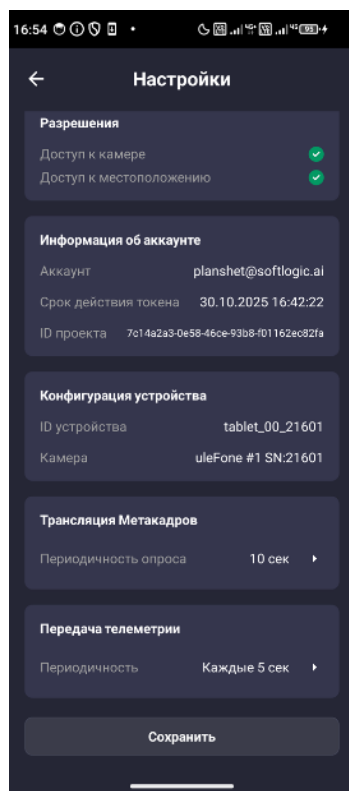 16:54
95
Настройки
Разрешения
Доступ к камере
Доступ к местоположению
Информация об аккаунте
Аккаунт planshet@softlogic.ai
Срок действия токена 30.10.2025 16:42:22
ID проекта 7c14a2a3-0e58-46ce-93b8-f01162ec82fa
Конфигурация устройства
ID устройства tablet_00_21601
Камера uleFone #1 SN:21601
Трансляция Метакадров
Периодичность опроса 10 сек
Передача телеметрии
Периодичность Каждые 5 сек
Сохранить